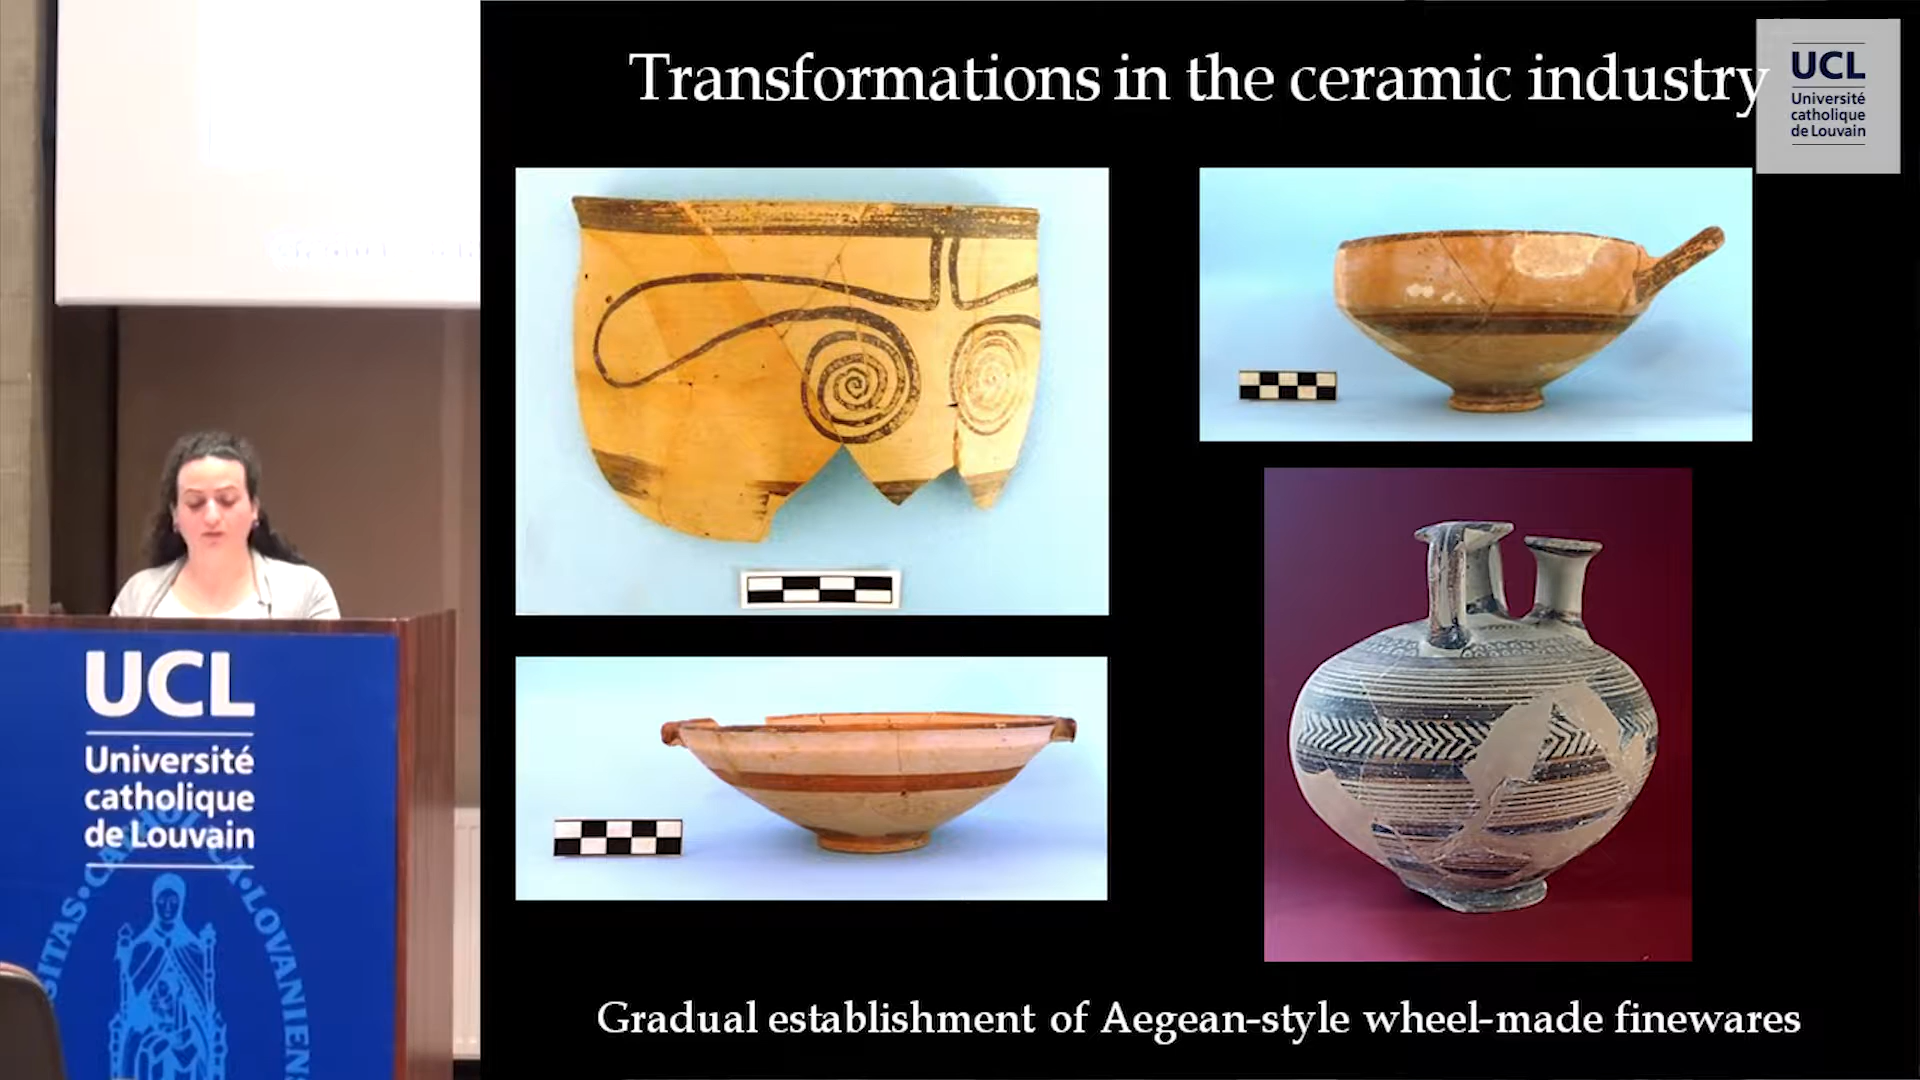 Transformations in the ceramic industry
UCL
Université
catholique
de Louvain
UCL
Université
catholique
de Louvain
Gradual establishment of Aegean-style wheel-made finewares